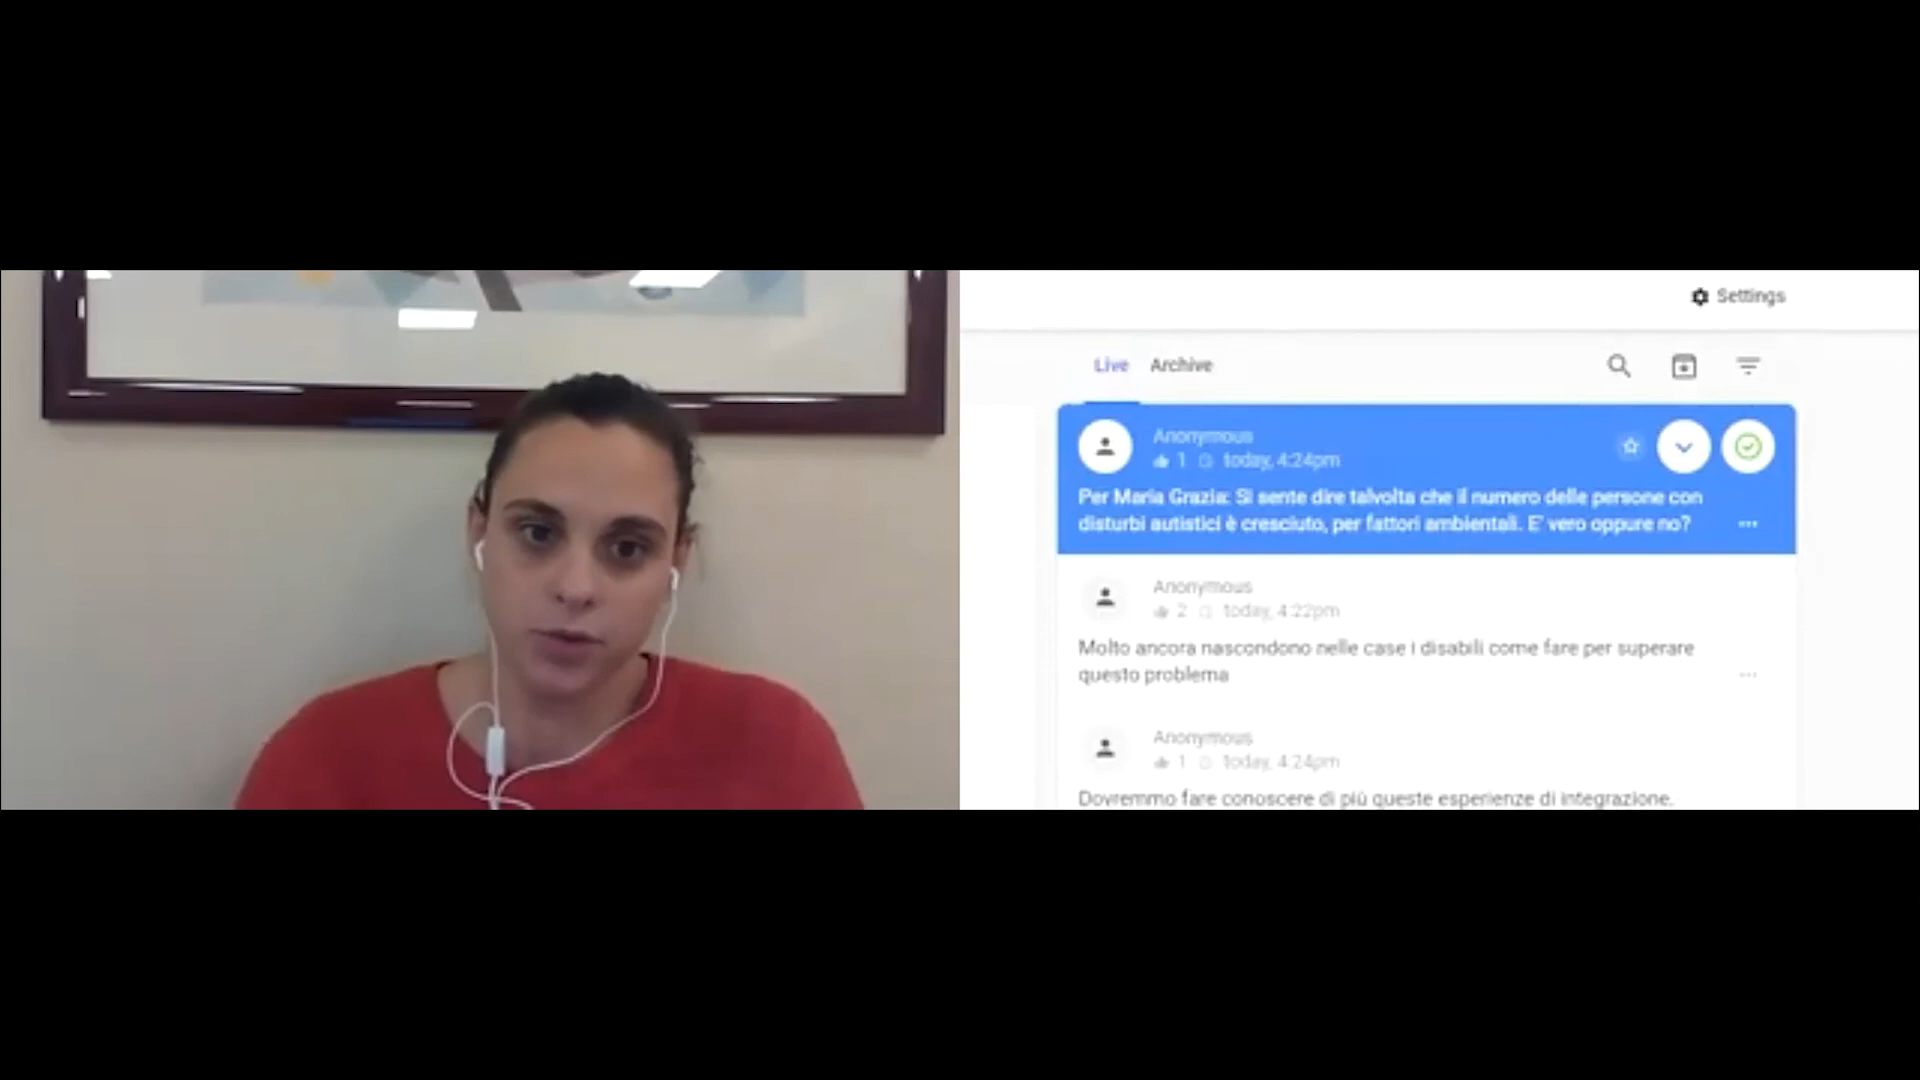 Settings
Live Archive
Anonymous
1 today, 4:24pm
Per Maria Grazia: Si sente dire talvolta che il numero delle persone con
disturbi autistici è cresciuto, per fattori ambientali. E' vero oppure no?
Anonymous
2 today, 4:22pm
Molto ancora nascondono nelle case i disabili come fare per superare
questo problema
Anonymous
1 today, 4:24pm
Dovremmo fare conoscere di più queste esperienze di integrazione.